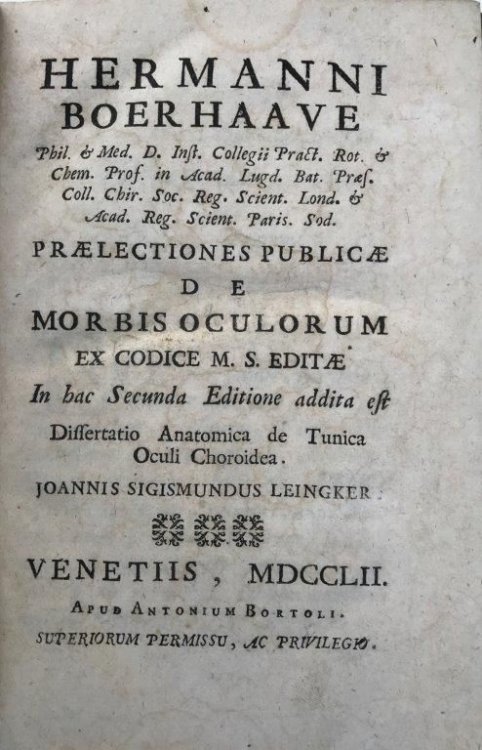 HERMANNI
BOERHAAVE
Phil. & Med. D. Inſt. Collegii Pract. Rot. &
Chem. Prof. in Acad. Lugd. Bat. Præſ.
Coll. Chir. Soc. Reg. Scient. Lond. &
Acad. Reg. Scient. Paris. Sod.
PRÆLECTIONES PUBLICÆ
DE
MORBIS OCULORUM
EX CODICE M. S. EDITÆ
In hac Secunda Editione addita eſt
Diſſertatio Anatomica de Tunica
Oculi Choroidea.
JOANNIS SIGISMUNDUS LEINGKER.
VENETIIS, MDCCLII.
APUD ANTONIUM BORTOLI.
SUPERIORUM PERMISSU, AC PRIVILEGIO.